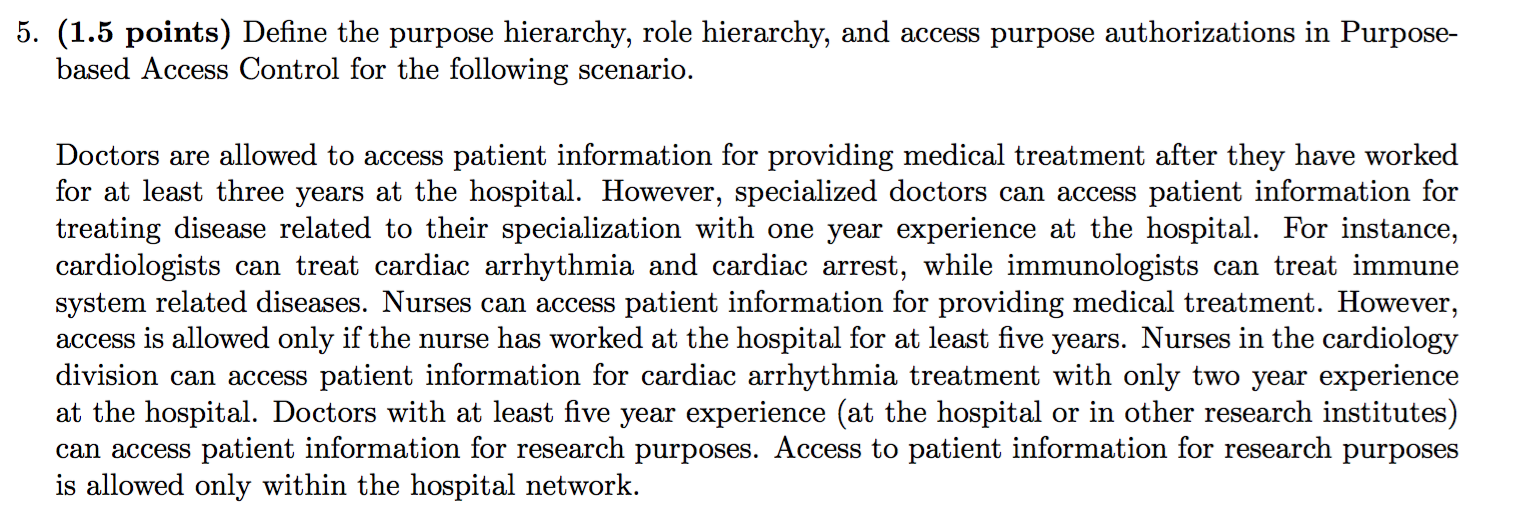 5. (1.5 points) Define the purpose hierarchy, role hierarchy, and access purpose authorizations in Purpose-
based Access Control for the following scenario.
Doctors are allowed to access patient information for providing medical treatment after they have worked
for at least three years at the hospital. However, specialized doctors can access patient information for
treating disease related to their specialization with one year experience at the hospital. For instance,
cardiologists can treat cardiac arrhythmia and cardiac arrest, while immunologists can treat immune
system related diseases. Nurses can access patient information for providing medical treatment. However,
access is allowed only if the nurse has worked at the hospital for at least five years. Nurses in the cardiology
division can access patient information for cardiac arrhythmia treatment with only two year experience
at the hospital. Doctors with at least five year experience (at the hospital or in other research institutes)
can access patient information for research purposes. Access to patient information for research purposes
is allowed only within the hospital network.